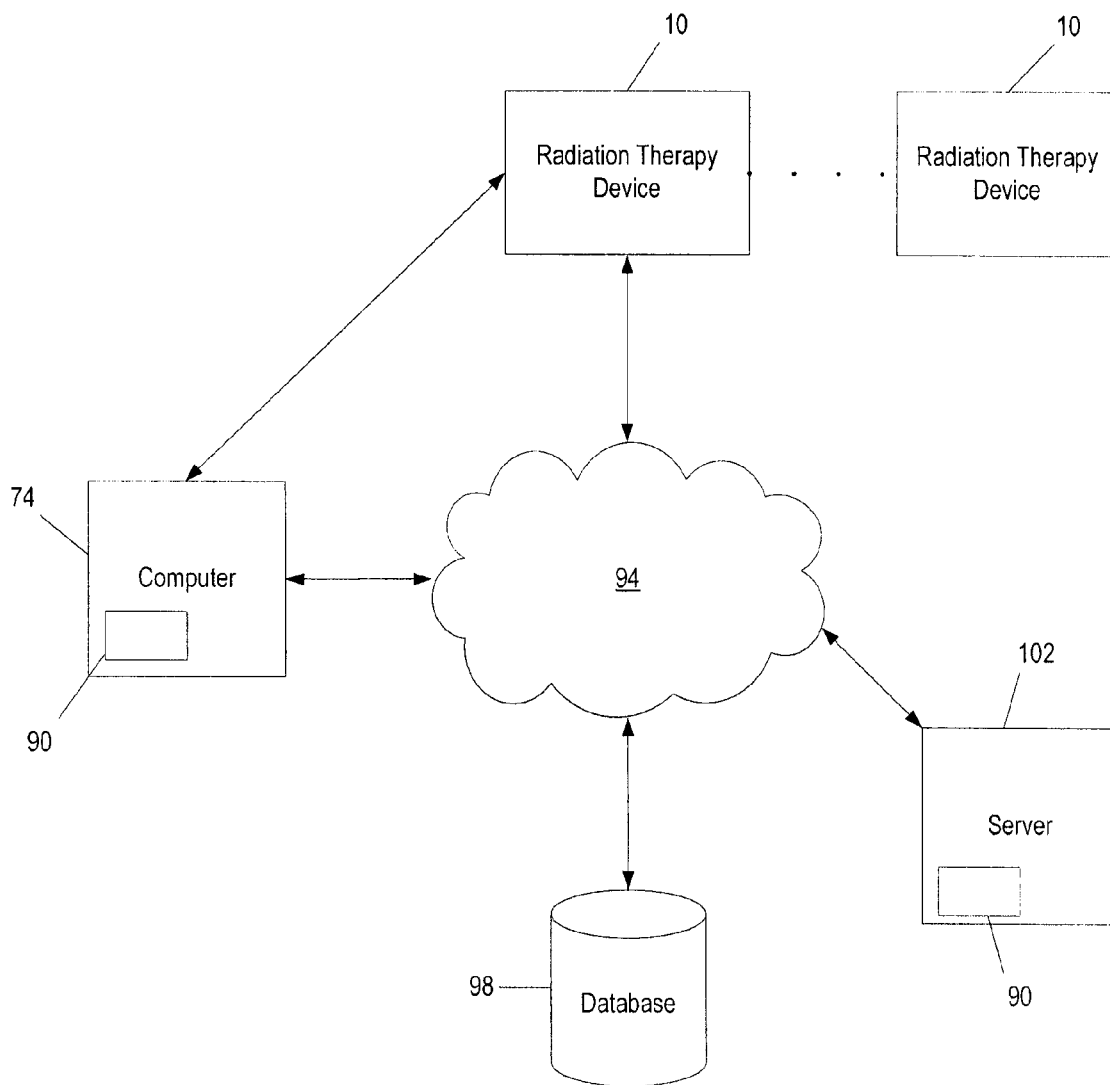 10
10
Radiation Therapy
Device
Radiation Therapy
Device
74
Computer
94
90
102
Server
98
Database
90